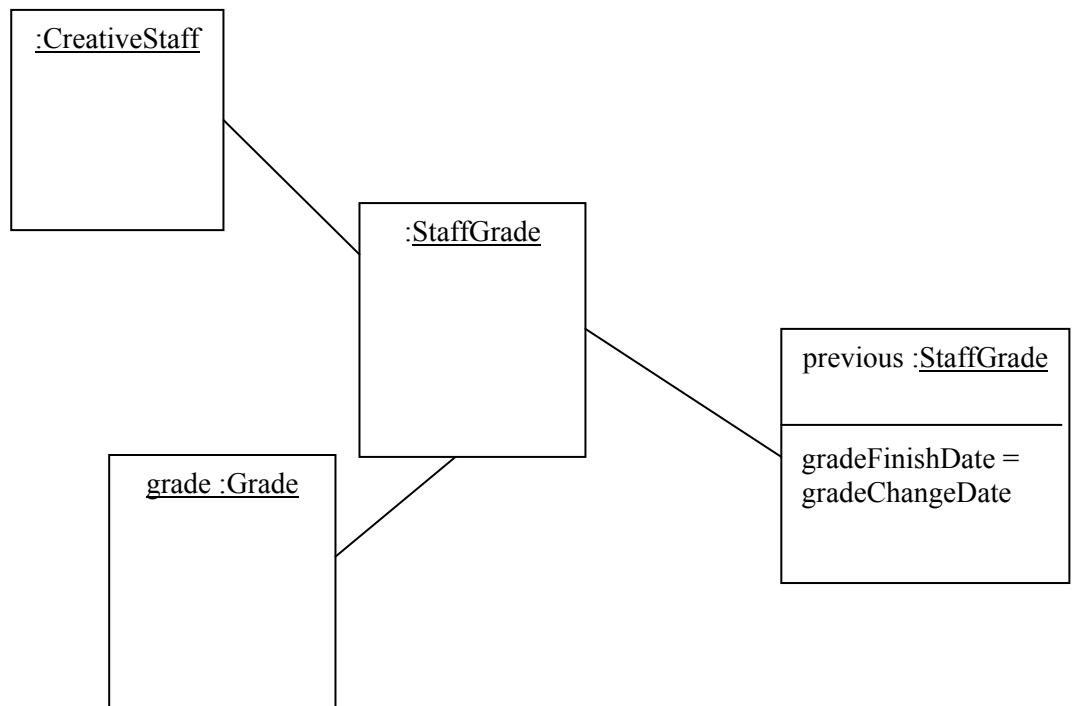 :CreativeStaff
:StaffGrade
previous :StaffGrade
gradeFinishDate =
gradeChangeDate
grade :Grade